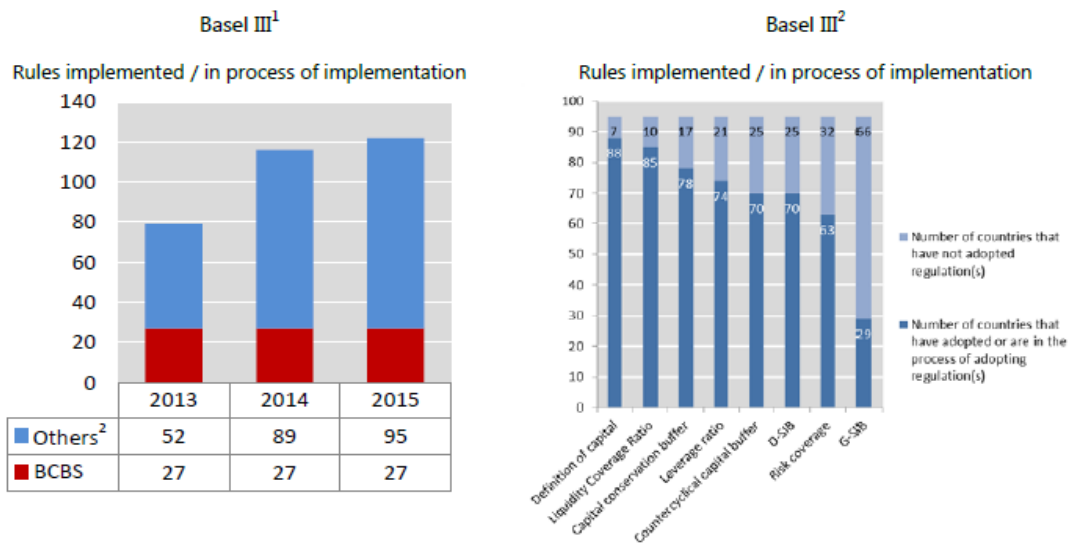 Basel III¹
Rules implemented / in process of implementation
140
120
100
80
60
40
20
0
2013 2014 2015
Others² 52 89 95
BCBS 27 27 27
Basel III²
Rules implemented / in process of implementation
100
90
80
70
60
50
40
30
20
10
0
7 10 17 21 25 25 32 66
88 85 78 74 70 70 63 29
Definition of capital
Liquidity Coverage Ratio
Capital conservation buffer
Leverage ratio
Countercyclical capital buffer
D-SIB
Risk coverage
G-SIB
Number of countries that
have not adopted
regulation(s)
Number of countries that
have adopted or are in the
process of adopting
regulation(s)